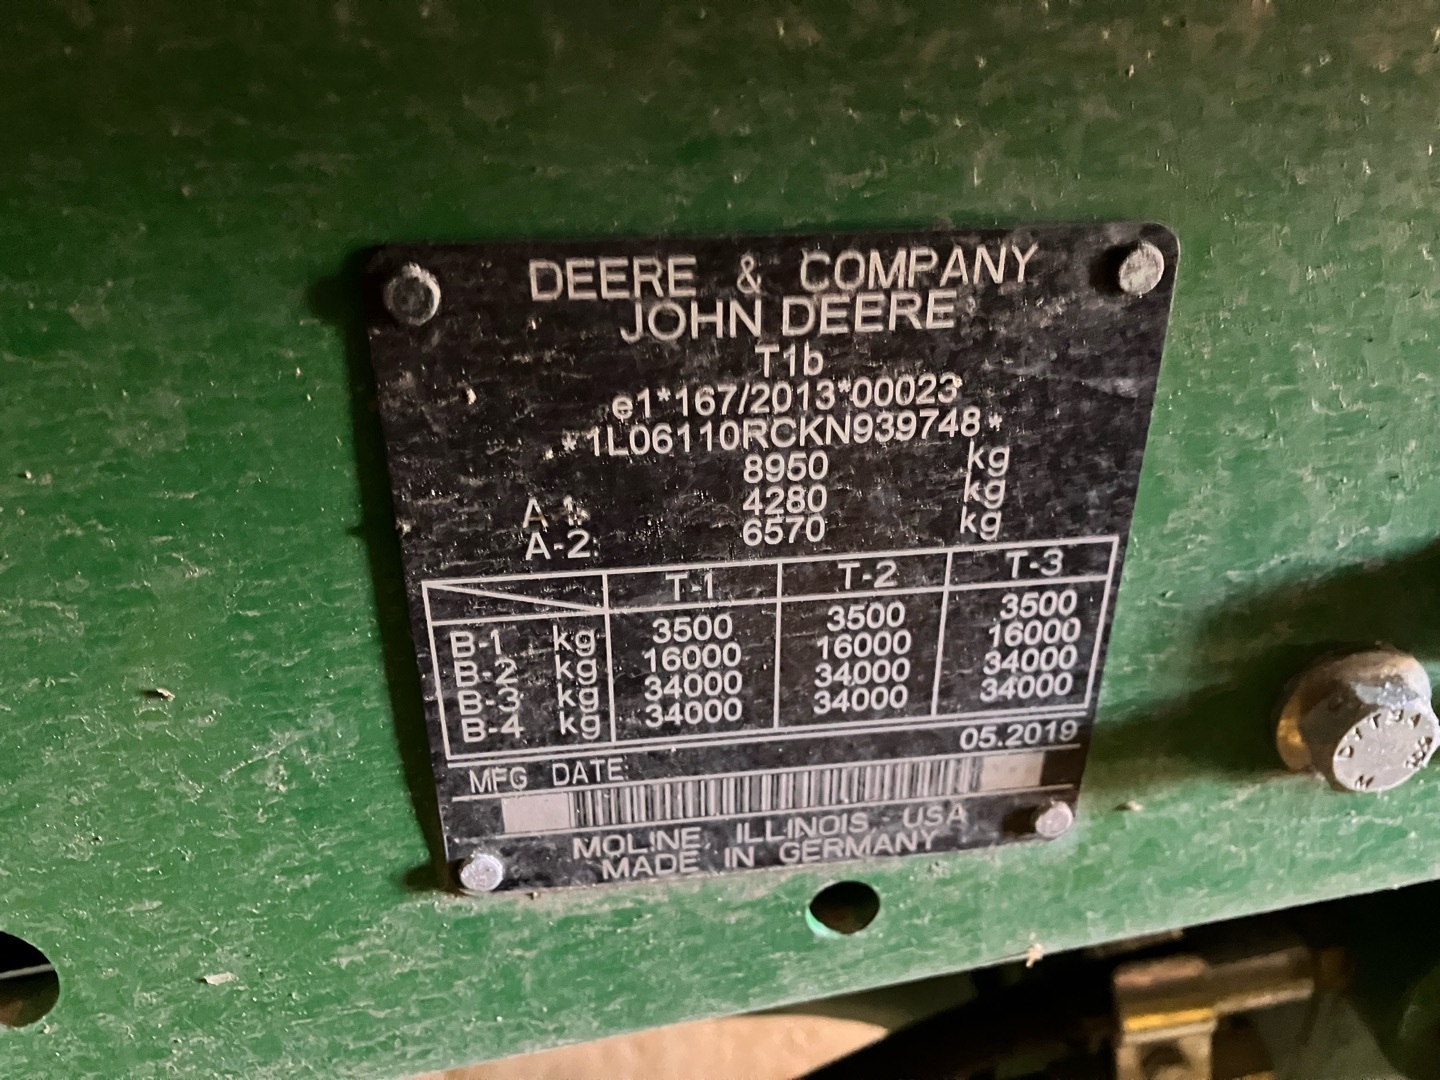 DEERE & COMPANY
JOHN DEERE
T1b
e1*167/2013*00023
*1L06110RCKN939748*
8950 kg
A-1: 4280 kg
A-2: 6570 kg
T-1 T-2 T-3
B-1 kg 3500 3500 3500
B-2 kg 16000 16000 16000
B-3 kg 34000 34000 34000
B-4 kg 34000 34000 34000
MFG DATE: 05.2019
MOLINE, ILLINOIS USA
MADE IN GERMANY